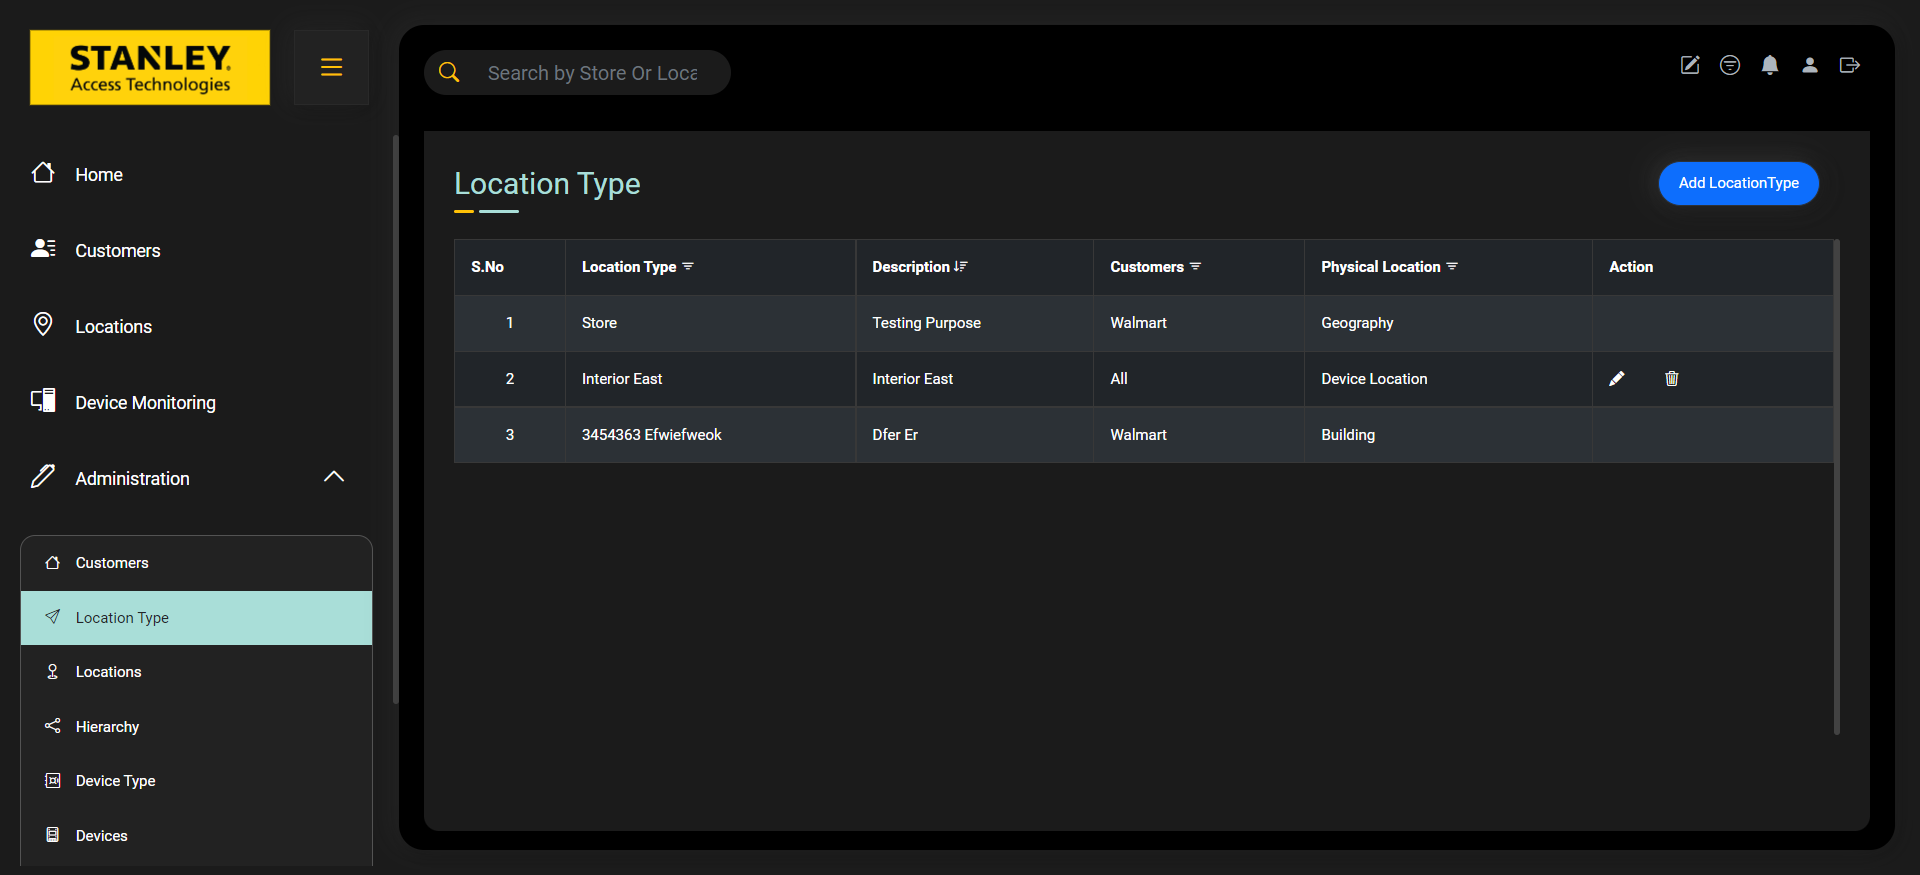 STANLEY.
Access Technologies
Search by Store Or Loca
Home
Customers
Locations
Device Monitoring
Administration
Customers
Location Type
Locations
Hierarchy
Device Type
Devices
Location Type
Add LocationType
S.No Location Type Description Customers Physical Location Action
1 Store Testing Purpose Walmart Geography
2 Interior East Interior East All Device Location
3 3454363 Efwiefweok Dfer Er Walmart Building